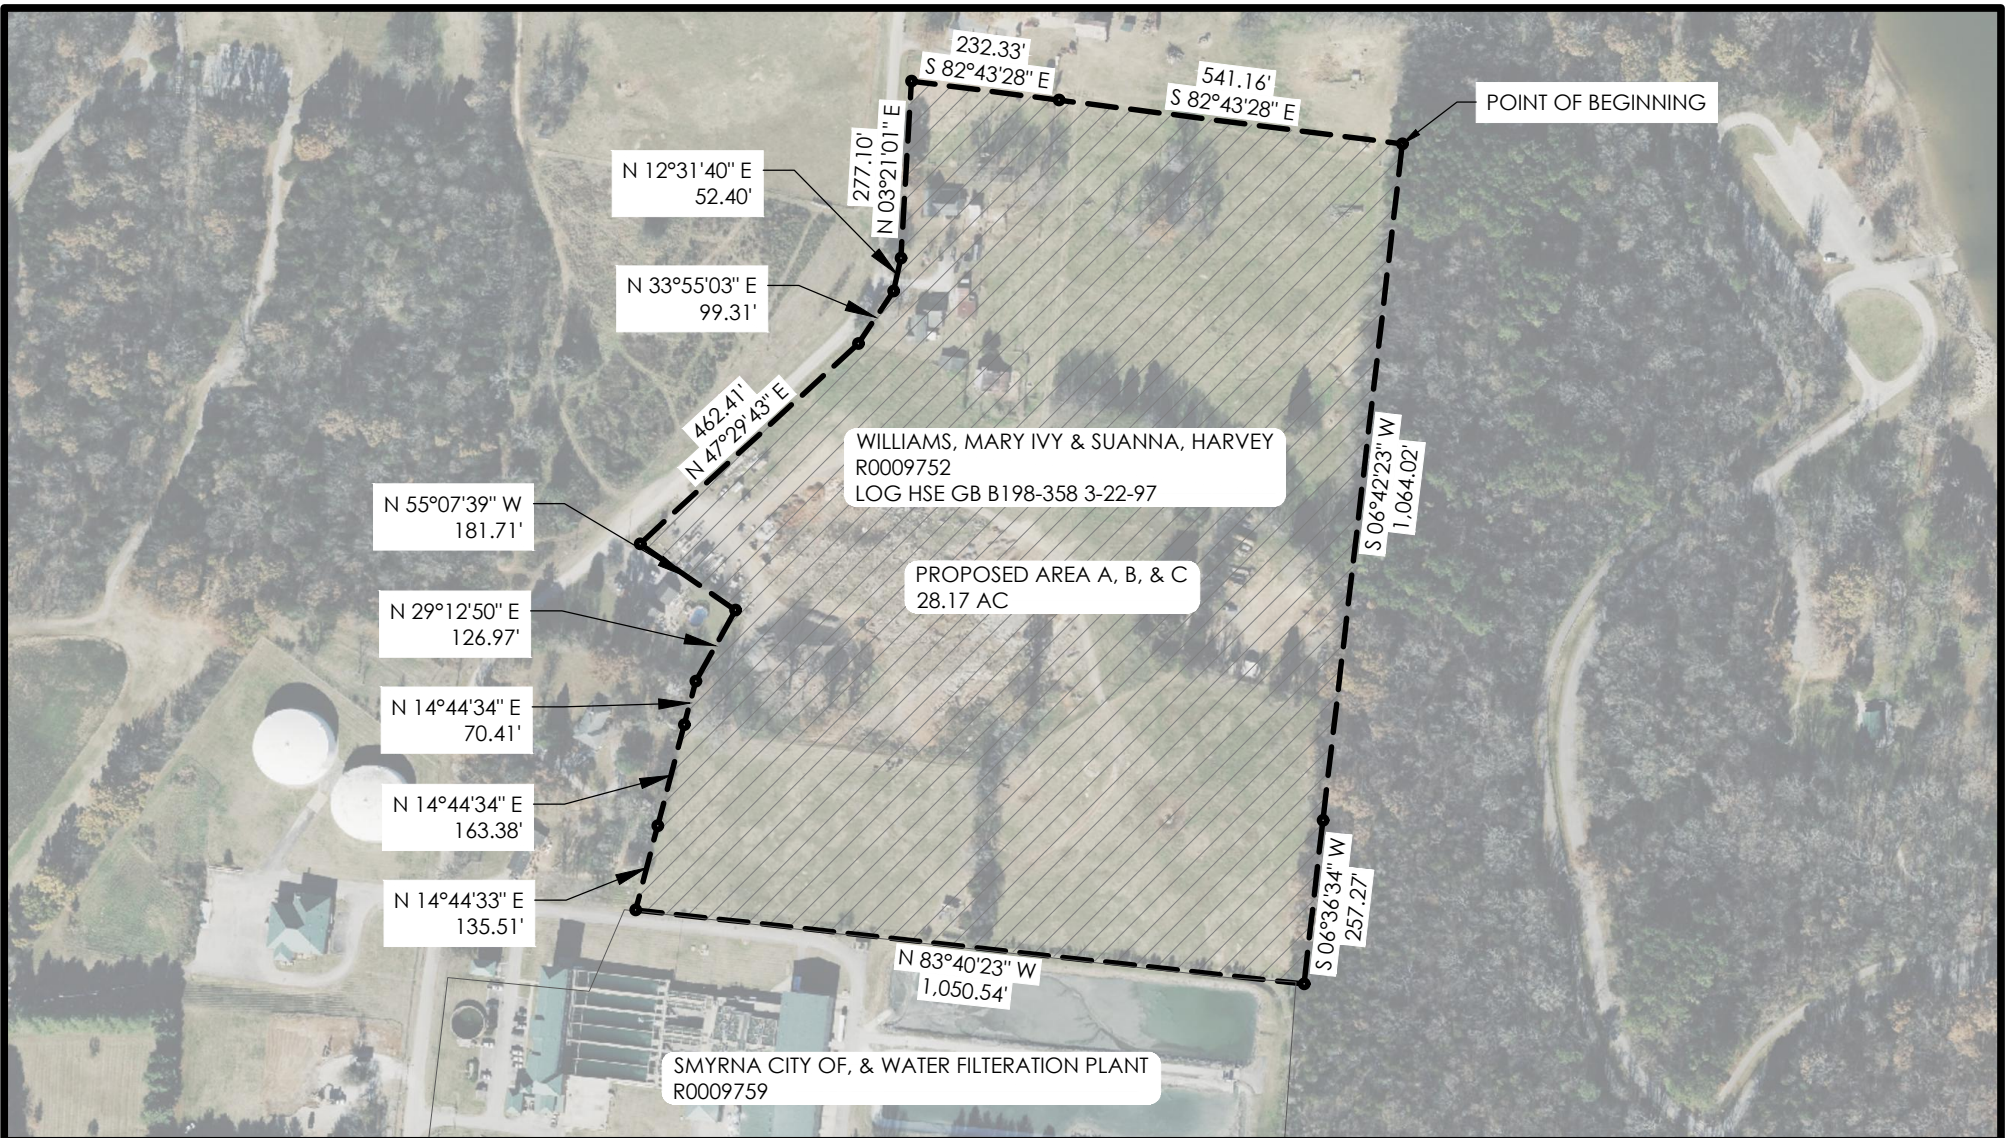 232.33'
S 82°43'28" E
541.16'
S 82°43'28" E
POINT OF BEGINNING
277.10'
N 03°21'01" E
N 12°31'40" E
52.40'
N 33°55'03" E
99.31'
462.41'
N 47°29'43" E
WILLIAMS, MARY IVY & SUANNA, HARVEY
R0009752
LOG HSE GB B198-358 3-22-97
S 06°42'23" W
1,064.02'
N 55°07'39" W
181.71'
PROPOSED AREA A, B, & C
28.17 AC
N 29°12'50" E
126.97'
N 14°44'34" E
70.41'
N 14°44'34" E
163.38'
N 14°44'33" E
135.51'
S 06°36'34" W
257.27'
N 83°40'23" W
1,050.54'
SMYRNA CITY OF, & WATER FILTERATION PLANT
R0009759